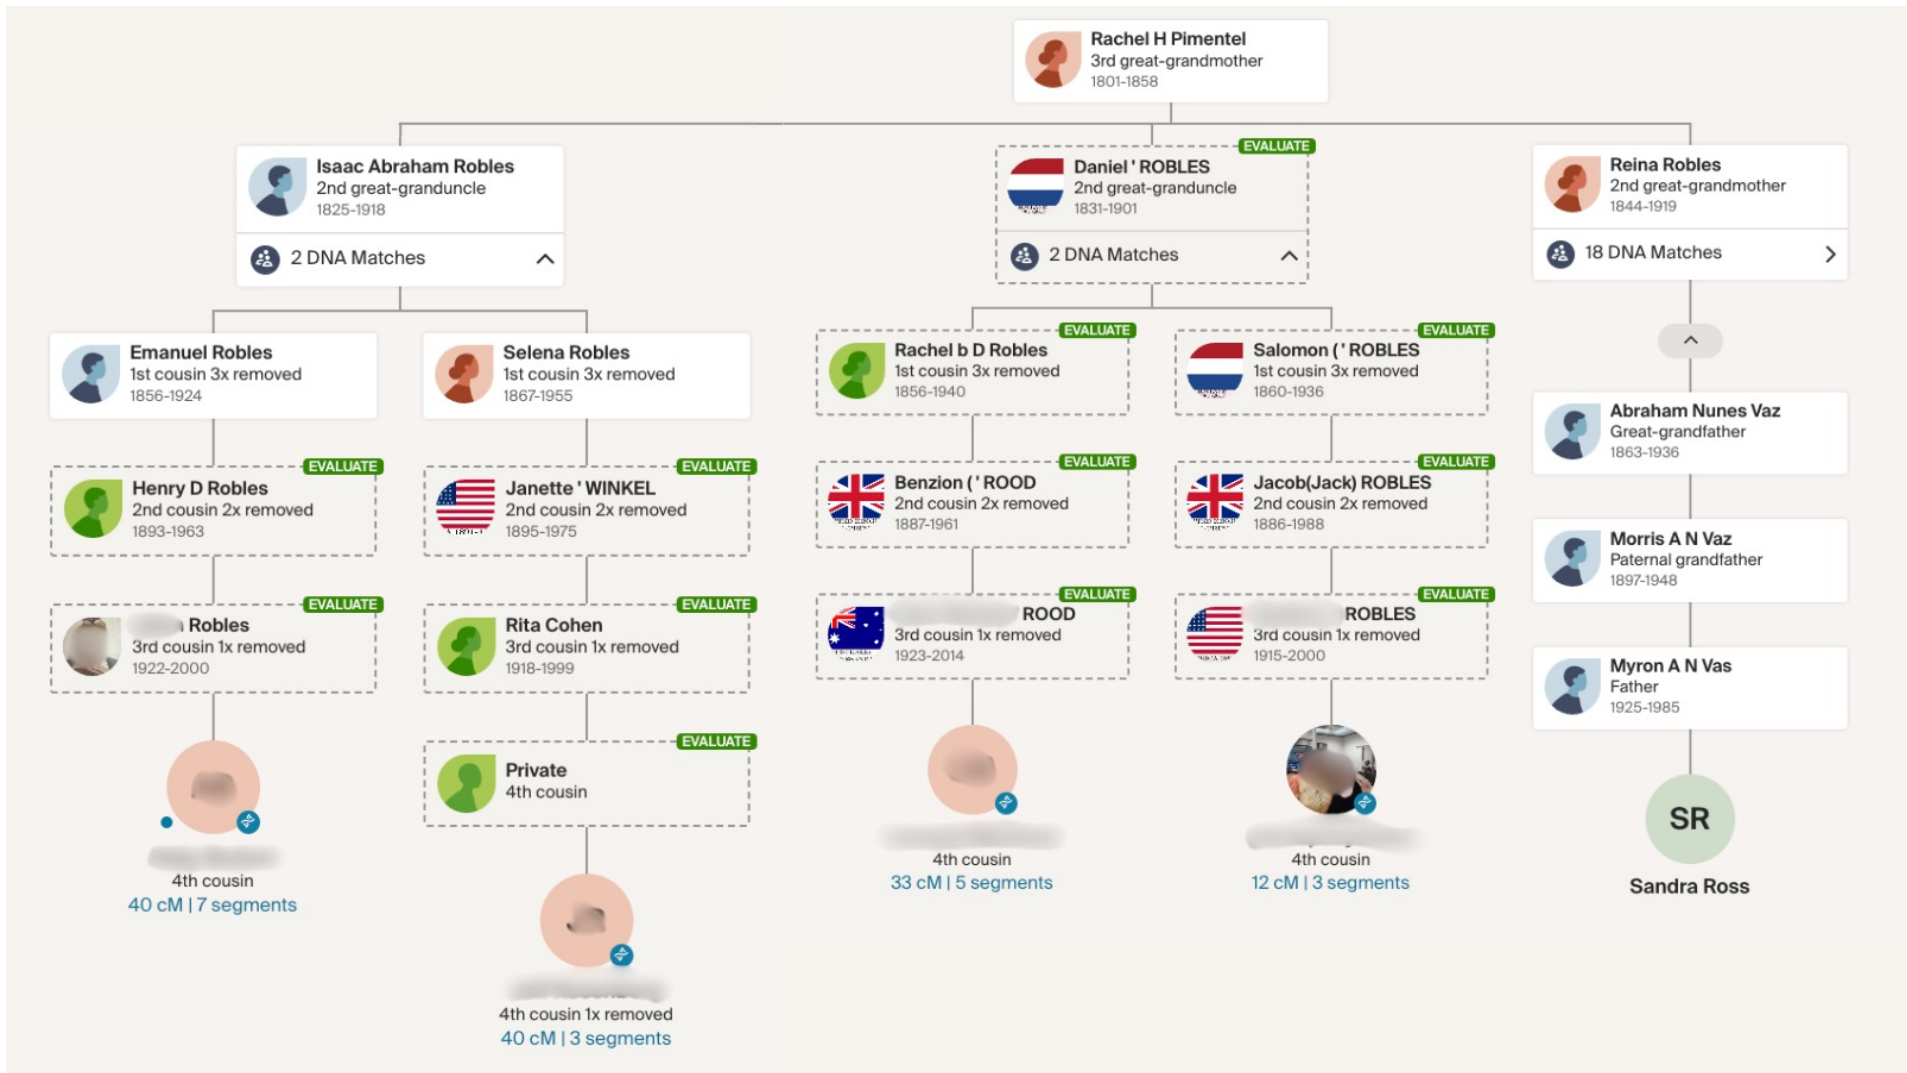 Rachel H Pimentel
3rd great-grandmother
1801-1858
Isaac Abraham Robles
2nd great-granduncle
1825-1918
2 DNA Matches
EVALUATE
Daniel ' ROBLES
2nd great-granduncle
1831-1901
2 DNA Matches
Reina Robles
2nd great-grandmother
1844-1919
18 DNA Matches
Emanuel Robles
1st cousin 3x removed
1856-1924
Selena Robles
1st cousin 3x removed
1867-1955
EVALUATE
Rachel b D Robles
1st cousin 3x removed
1856-1940
EVALUATE
Salomon ( ' ROBLES
1st cousin 3x removed
1860-1936
Abraham Nunes Vaz
Great-grandfather
1863-1936
EVALUATE
Henry D Robles
2nd cousin 2x removed
1893-1963
EVALUATE
Janette ' WINKEL
2nd cousin 2x removed
1895-1975
EVALUATE
Benzion ( ' ROOD
2nd cousin 2x removed
1887-1961
EVALUATE
Jacob(Jack) ROBLES
2nd cousin 2x removed
1886-1988
Morris A N Vaz
Paternal grandfather
1897-1948
EVALUATE
Robles
3rd cousin 1x removed
1922-2000
EVALUATE
Rita Cohen
3rd cousin 1x removed
1918-1999
EVALUATE
ROOD
3rd cousin 1x removed
1923-2014
EVALUATE
ROBLES
3rd cousin 1x removed
1915-2000
Myron A N Vas
Father
1925-1985
EVALUATE
Private
4th cousin
4th cousin
40 cM | 7 segments
4th cousin 1x removed
40 cM | 3 segments
4th cousin
33 cM | 5 segments
4th cousin
12 cM | 3 segments
SR
Sandra Ross